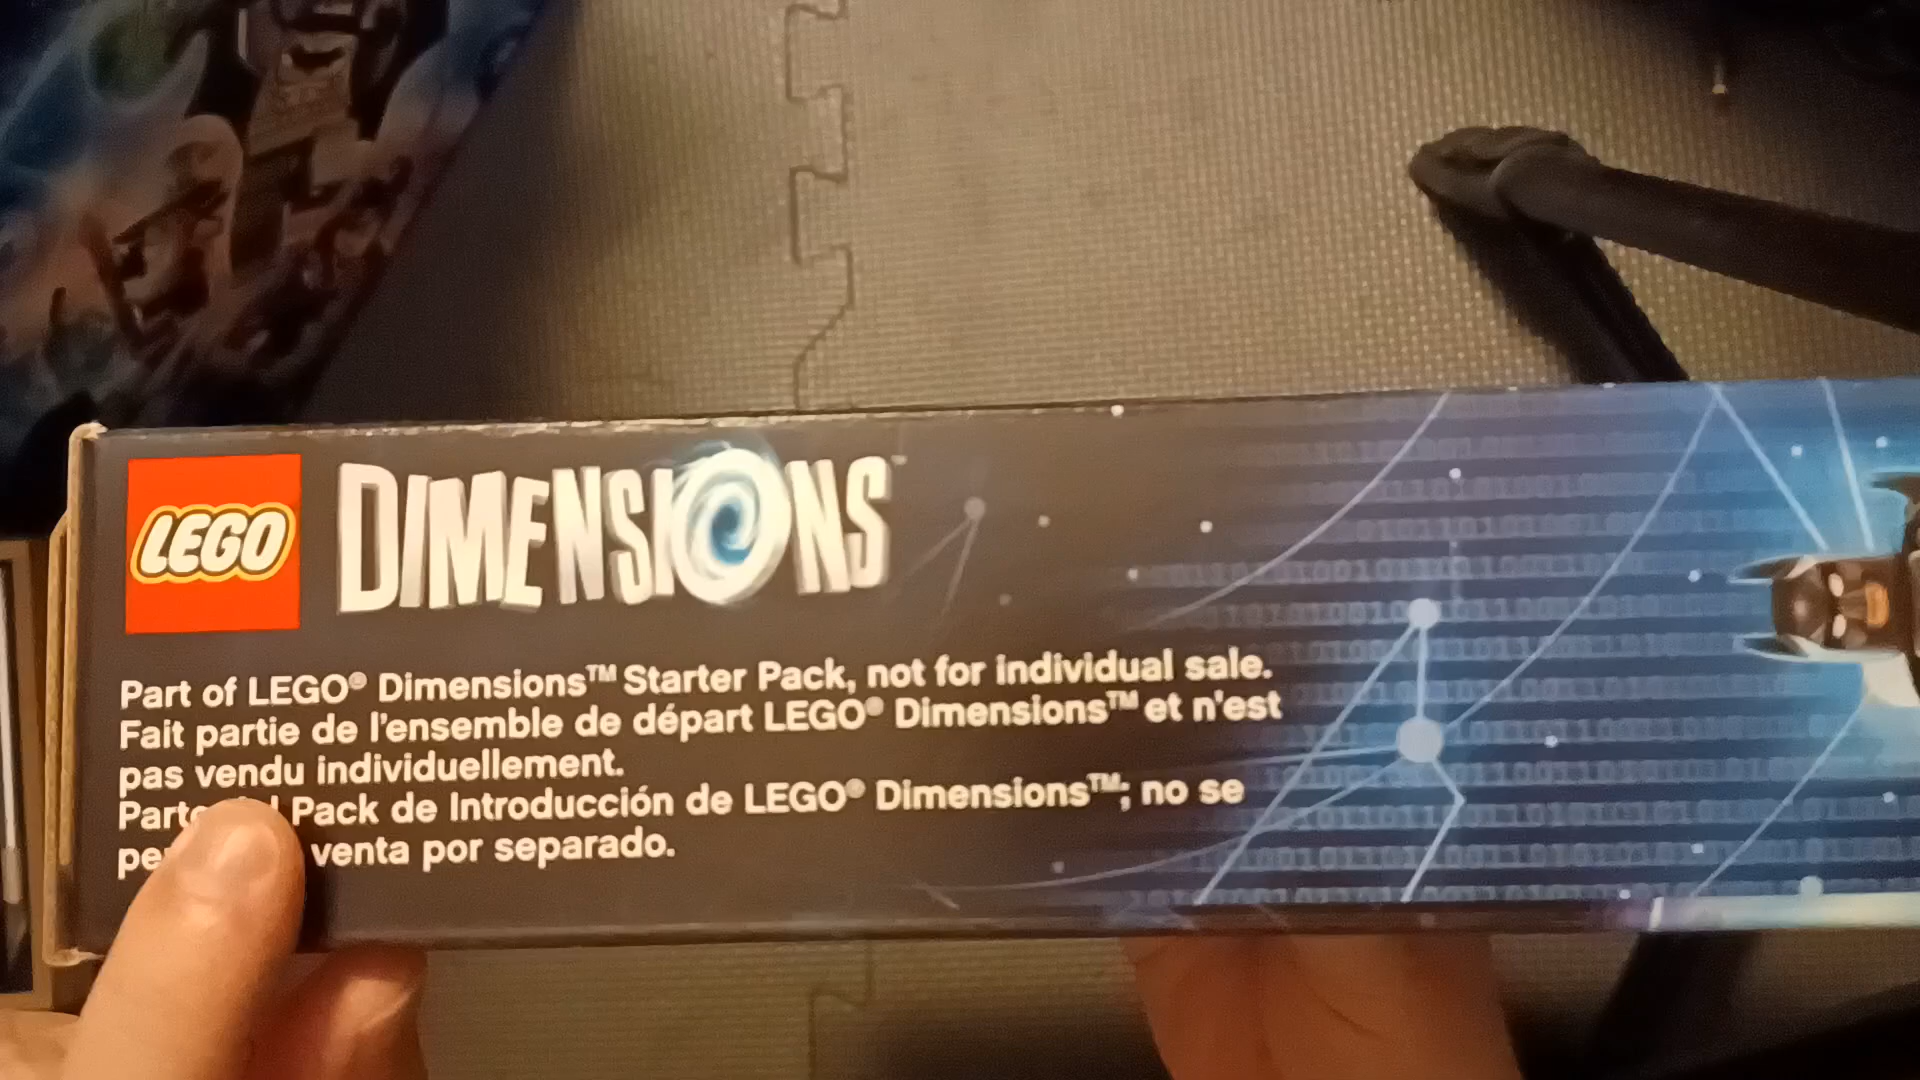 LEGO DIMENSIONS™
Part of LEGO® Dimensions™ Starter Pack, not for individual sale.
Fait partie de l'ensemble de départ LEGO® Dimensions™ et n'est
pas vendu individuellement.
Pack de Introducción de LEGO® Dimensions™; no se
venta por separado.